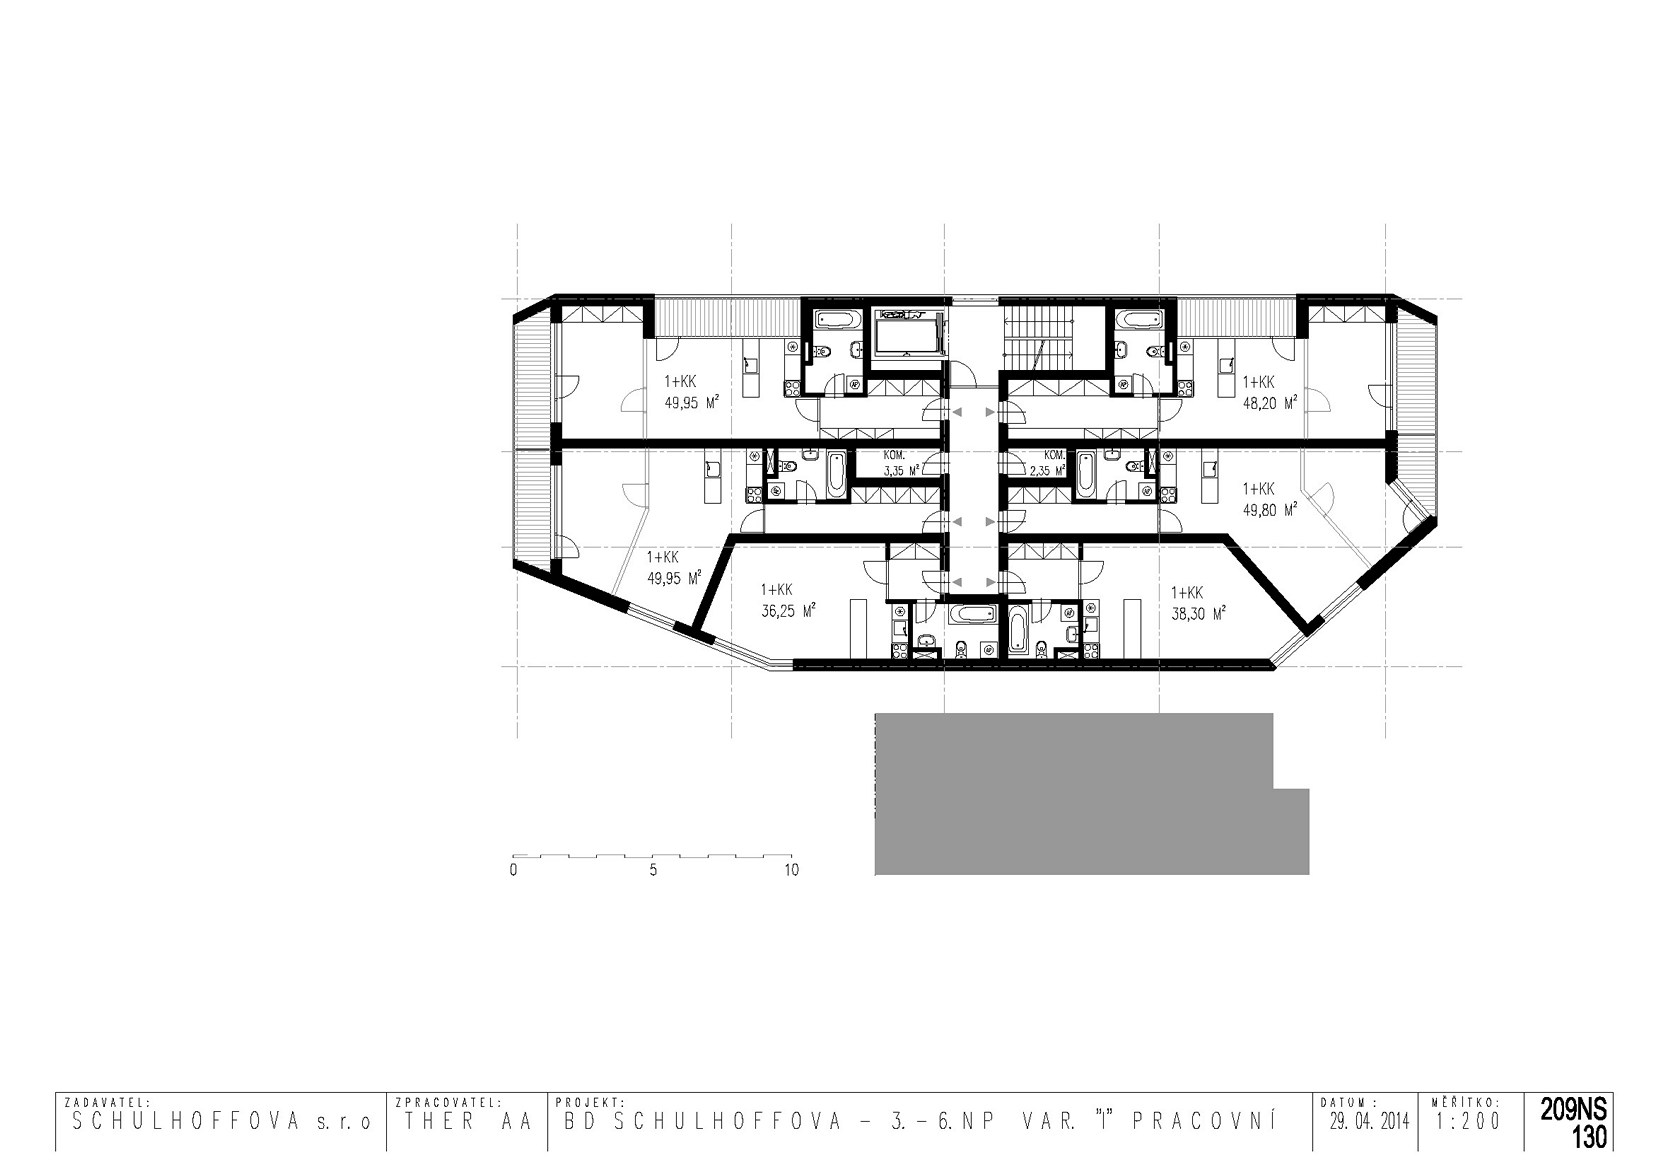 1+KK
49,95 M²
1+KK
48,20 M²
KOM.
3,35 M²
KOM.
2,35 M²
1+KK
49,80 M²
1+KK
49,95 M²
1+KK
36,25 M²
1+KK
38,30 M²
0 5 10
ZADAVATEL:
SCHULHOFFOVA s. r. o
ZPRACOVATEL:
THER AA
PROJEKT:
BD SCHULHOFFOVA – 3.–6. NP VAR. "I" PRACOVNÍ
DATUM :
29. 04. 2014
MĚŘÍTKO:
1:200
209NS
130